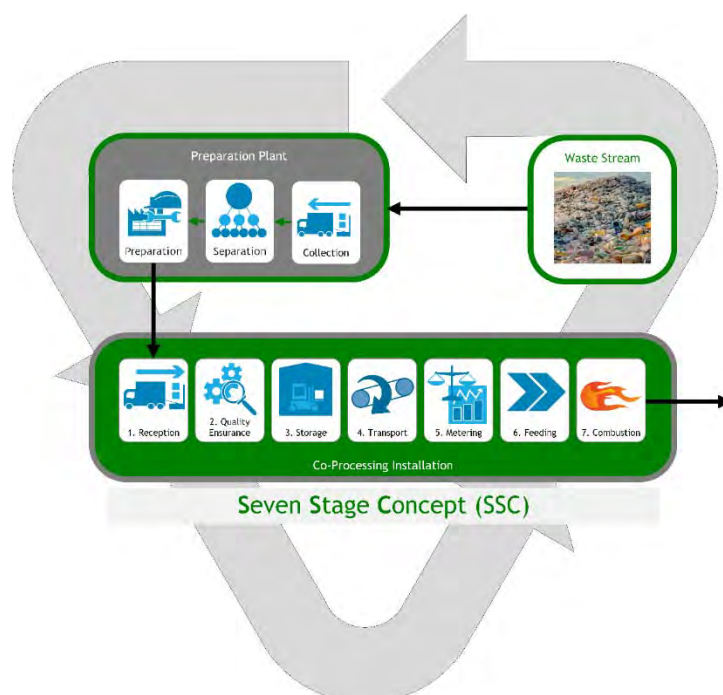 Preparation Plant
Waste Stream
Preparation
Separation
Collection
1. Reception
2. Quality
Ensurance
3. Storage
4. Transport
5. Metering
6. Feeding
7. Combustion
Co-Processing Installation
Seven Stage Concept (SSC)